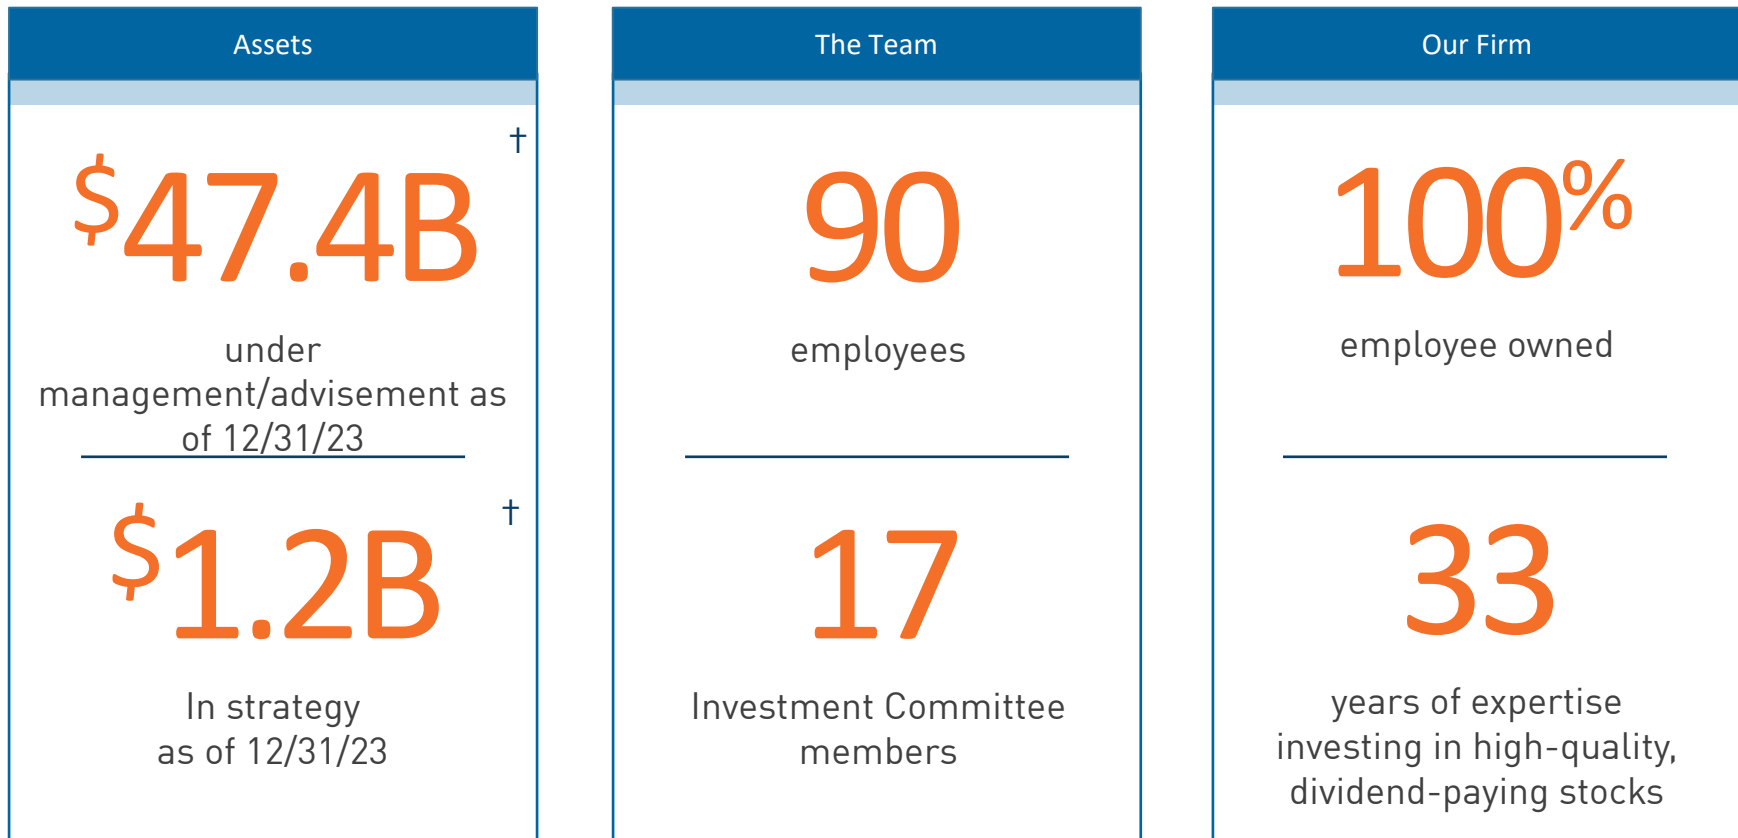 Assets
†
$47.4B
under
management/advisement as
of 12/31/23
†
$1.2B
In strategy
as of 12/31/23
The Team
90
employees
17
Investment Committee
members
Our Firm
100%
employee owned
33
years of expertise
investing in high-quality,
dividend-paying stocks